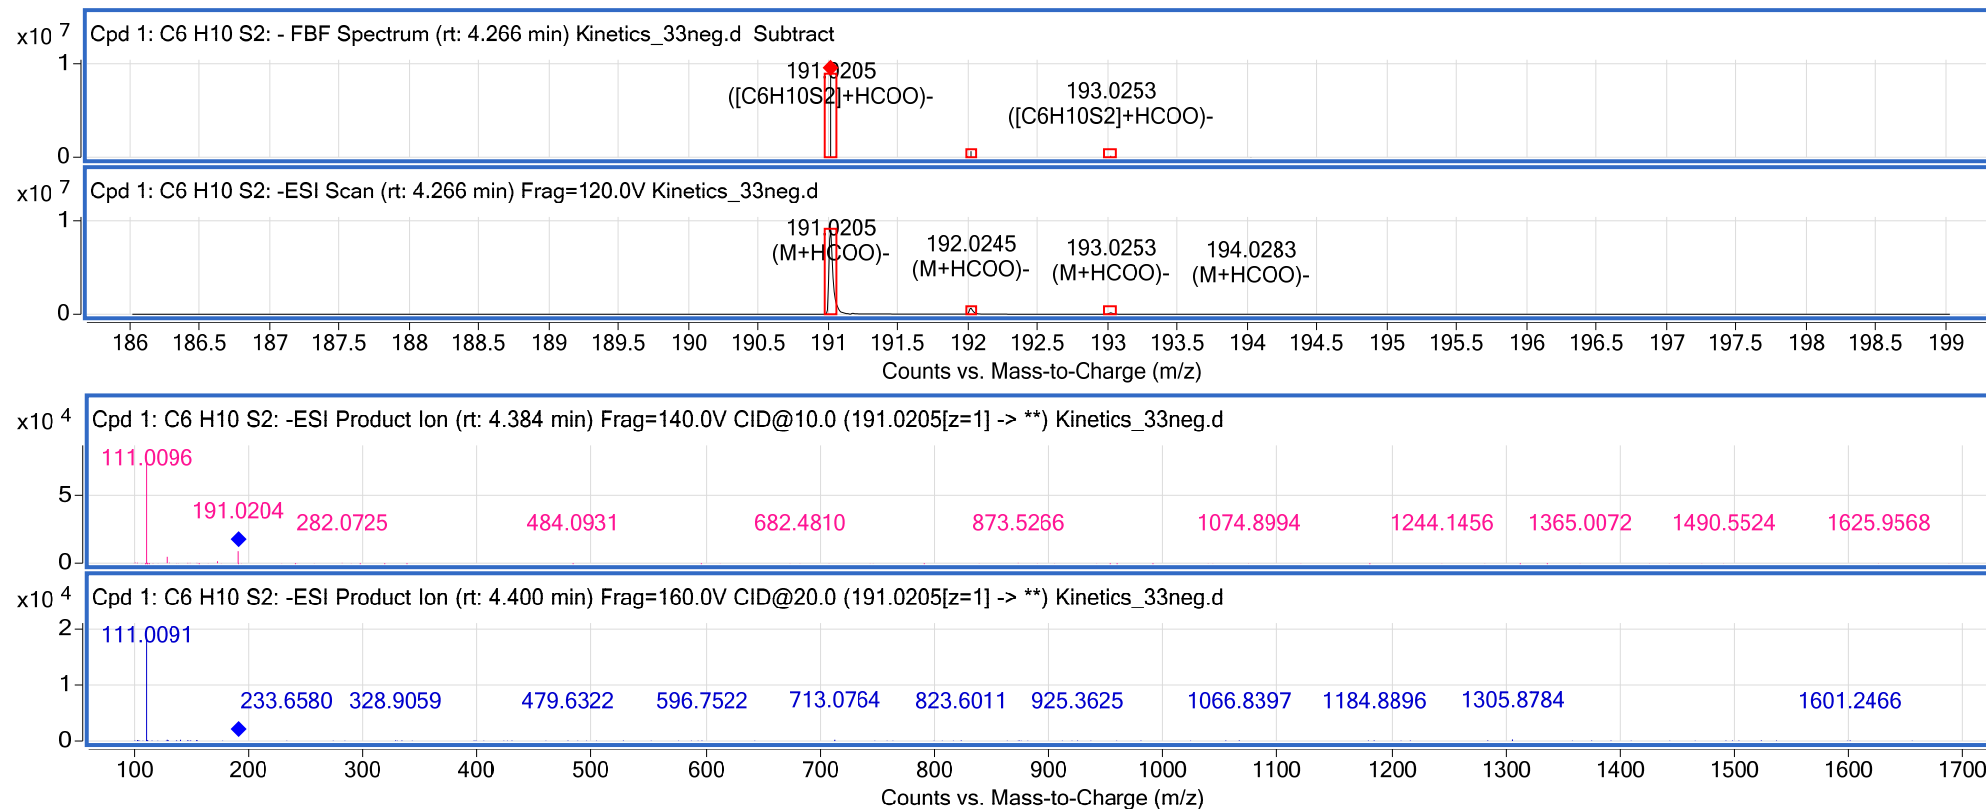 Cpd 1: C6 H10 S2: - FBF Spectrum (rt: 4.266 min) Kinetics_33neg.d  Subtract
x10 7
1
191.0205
([C6H10S2]+HCOO)-
193.0253
([C6H10S2]+HCOO)-
0
Cpd 1: C6 H10 S2: -ESI Scan (rt: 4.266 min) Frag=120.0V Kinetics_33neg.d
x10 7
1
191.0205
(M+HCOO)-
192.0245
(M+HCOO)-
193.0253
(M+HCOO)-
194.0283
(M+HCOO)-
0
186 186.5 187 187.5 188 188.5 189 189.5 190 190.5 191 191.5 192 192.5 193 193.5 194 194.5 195 195.5 196 196.5 197 197.5 198 198.5 199
Counts vs. Mass-to-Charge (m/z)
Cpd 1: C6 H10 S2: -ESI Product Ion (rt: 4.384 min) Frag=140.0V CID@10.0 (191.0205[z=1] -> **) Kinetics_33neg.d
x10 4
111.0096
5
191.0204 282.0725 484.0931 682.4810 873.5266 1074.8994 1244.1456 1365.0072 1490.5524 1625.9568
0
Cpd 1: C6 H10 S2: -ESI Product Ion (rt: 4.400 min) Frag=160.0V CID@20.0 (191.0205[z=1] -> **) Kinetics_33neg.d
x10 4
2
111.0091
1
233.6580 328.9059 479.6322 596.7522 713.0764 823.6011 925.3625 1066.8397 1184.8896 1305.8784 1601.2466
0
100 200 300 400 500 600 700 800 900 1000 1100 1200 1300 1400 1500 1600 1700
Counts vs. Mass-to-Charge (m/z)